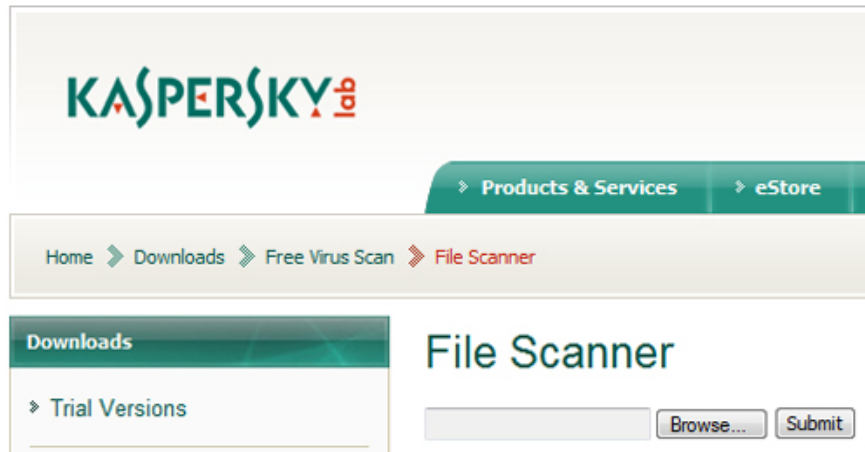 KASPERSKY lab
Products & Services eStore
Home Downloads Free Virus Scan File Scanner
Downloads
File Scanner
Trial Versions
Browse... Submit